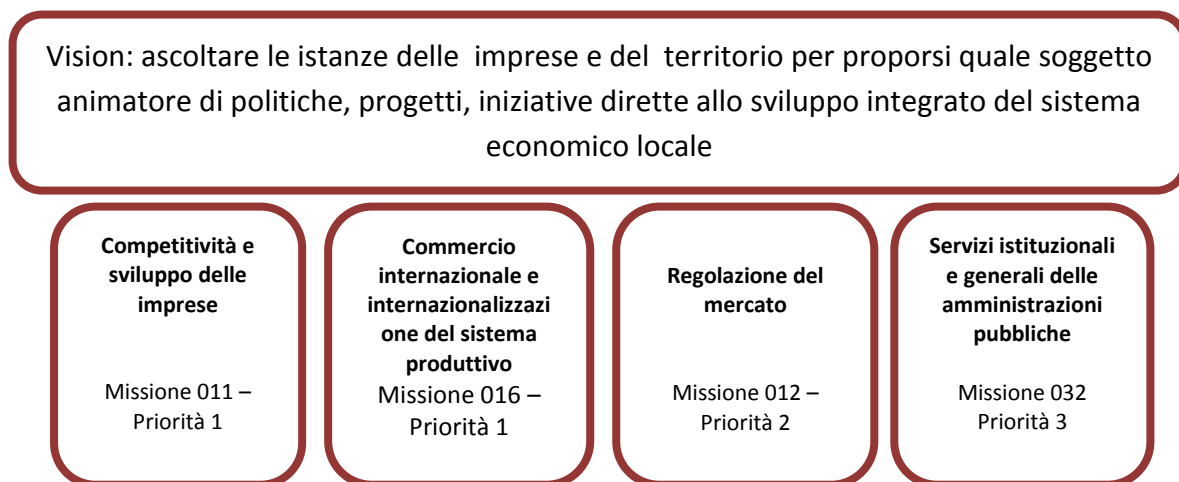 Vision: ascoltare le istanze delle  imprese e del  territorio per proporsi quale soggetto
animatore di politiche, progetti, iniziative dirette allo sviluppo integrato del sistema
economico locale
Competitività e
sviluppo delle
imprese
Missione 011 –
Priorità 1
Commercio
internazionale e
internazionalizzazi
one del sistema
produttivo
Missione 016 –
Priorità 1
Regolazione del
mercato
Missione 012 –
Priorità 2
Servizi istituzionali
e generali delle
amministrazioni
pubbliche
Missione 032
Priorità 3